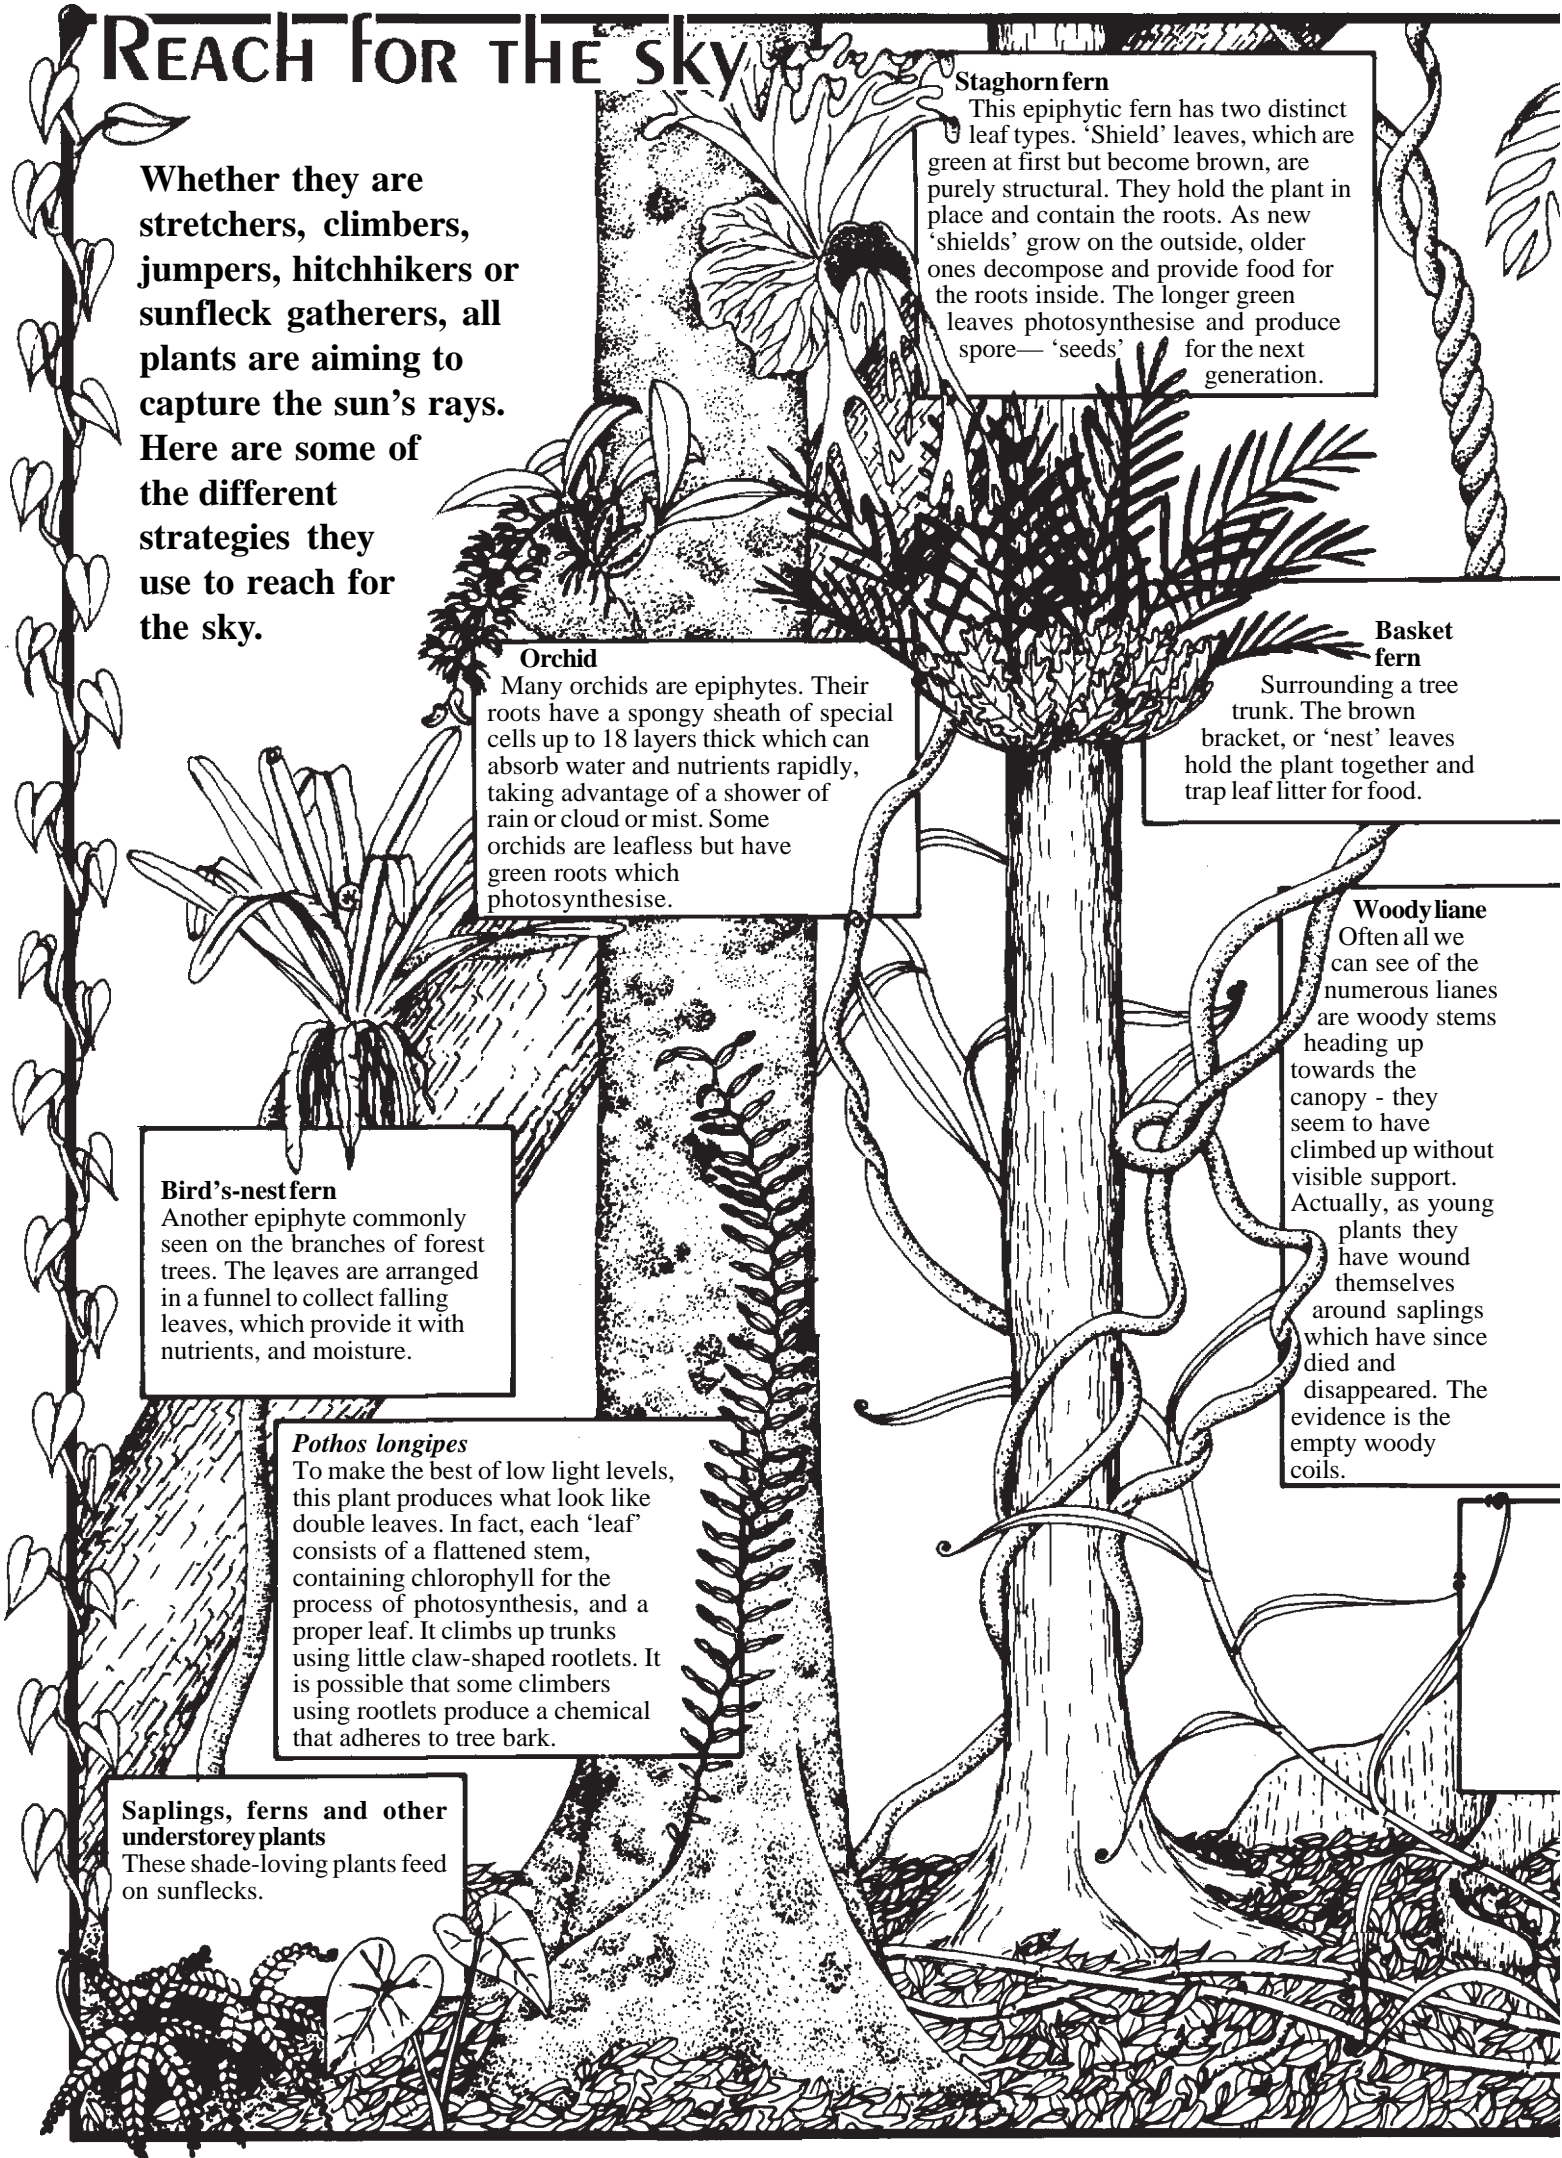 REACH FOR THE SKY
Whether they are
stretchers, climbers,
jumpers, hitchhikers or
sunfleck gatherers, all
plants are aiming to
capture the sun's rays.
Here are some of
the different
strategies they
use to reach for
the sky.
Staghorn fern
This epiphytic fern has two distinct
leaf types. ‘Shield’ leaves, which are
green at first but become brown, are
purely structural. They hold the plant in
place and contain the roots. As new
‘shields’ grow on the outside, older
ones decompose and provide food for
the roots inside. The longer green
leaves photosynthesise and produce
spore— ‘seeds’ for the next
generation.
Orchid
Many orchids are epiphytes. Their
roots have a spongy sheath of special
cells up to 18 layers thick which can
absorb water and nutrients rapidly,
taking advantage of a shower of
rain or cloud or mist. Some
orchids are leafless but have
green roots which
photosynthesise.
Basket
fern
Surrounding a tree
trunk. The brown
bracket, or ‘nest’ leaves
hold the plant together and
trap leaf litter for food.
Woody liane
Often all we
can see of the
numerous lianes
are woody stems
heading up
towards the
canopy - they
seem to have
climbed up without
visible support.
Actually, as young
plants they
have wound
themselves
around saplings
which have since
died and
disappeared. The
evidence is the
empty woody
coils.
Bird's-nest fern
Another epiphyte commonly
seen on the branches of forest
trees. The leaves are arranged
in a funnel to collect falling
leaves, which provide it with
nutrients, and moisture.
Pothos longipes
To make the best of low light levels,
this plant produces what look like
double leaves. In fact, each ‘leaf’
consists of a flattened stem,
containing chlorophyll for the
process of photosynthesis, and a
proper leaf. It climbs up trunks
using little claw-shaped rootlets. It
is possible that some climbers
using rootlets produce a chemical
that adheres to tree bark.
Saplings, ferns and other
understorey plants
These shade-loving plants feed
on sunflecks.